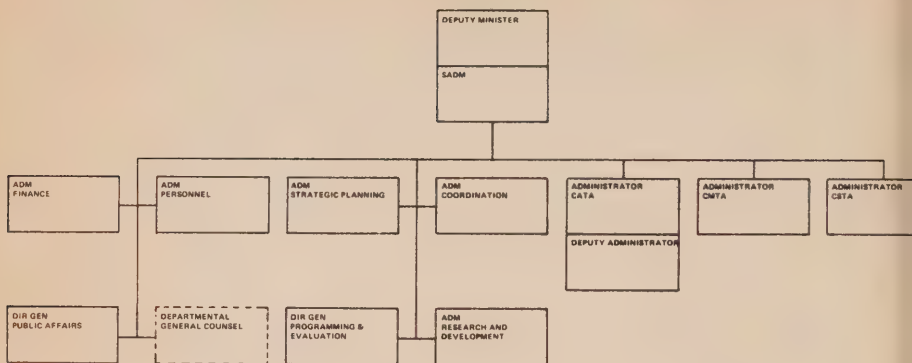 DEPUTY MINISTER
SADM
ADM
FINANCE
ADM
PERSONNEL
ADM
STRATEGIC PLANNING
ADM
COORDINATION
ADMINISTRATOR
CATA
DEPUTY ADMINISTRATOR
ADMINISTRATOR
CMTA
ADMINISTRATOR
CSTA
DIR GEN
PUBLIC AFFAIRS
DEPARTMENTAL
GENERAL COUNSEL
DIR GEN
PROGRAMMING &
EVALUATION
ADM
RESEARCH AND
DEVELOPMENT